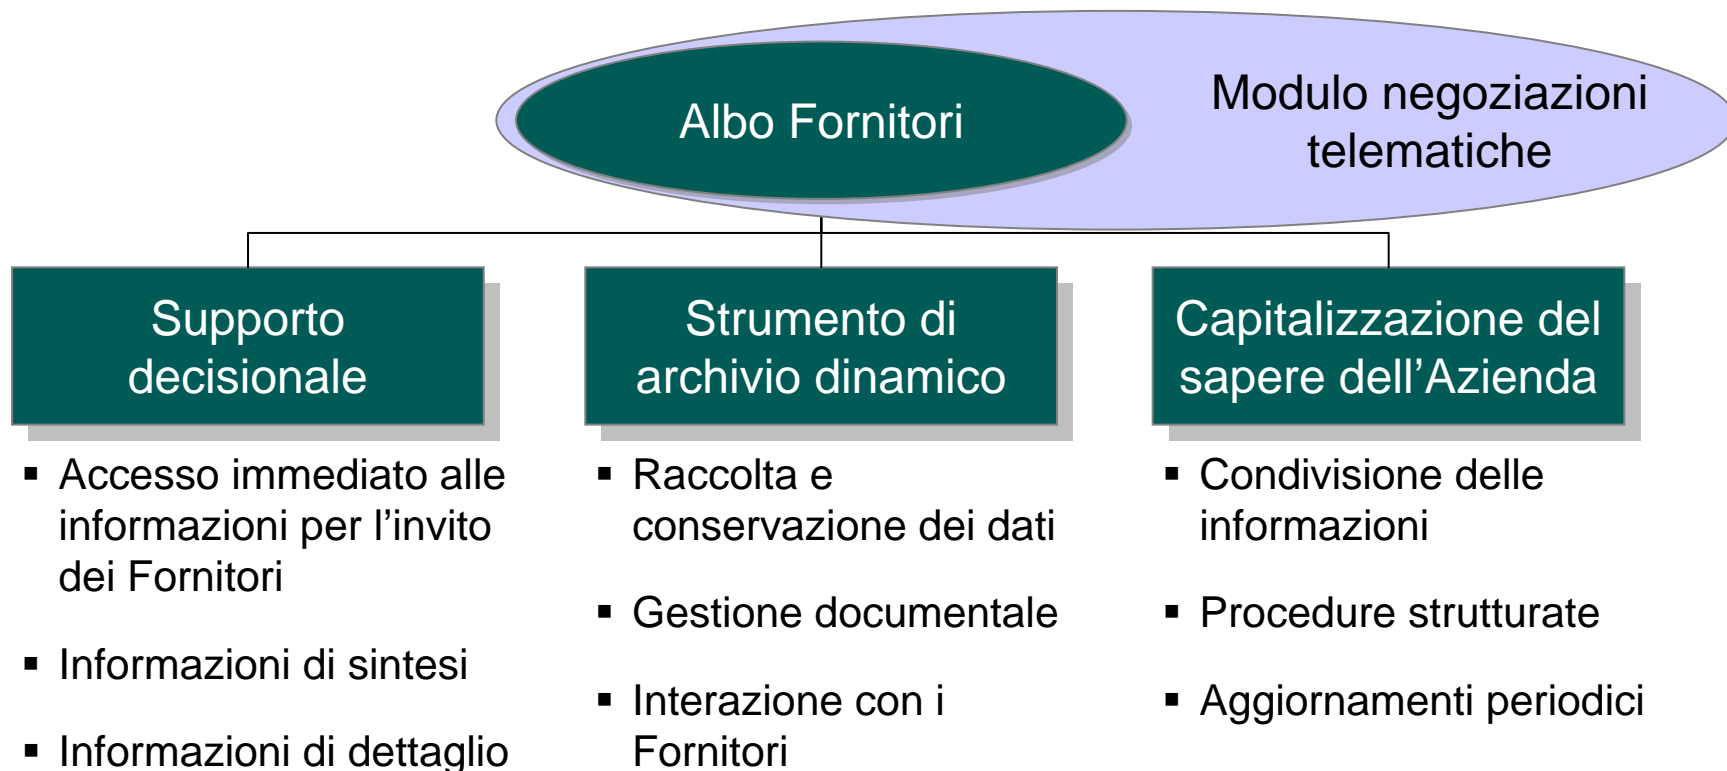 Albo Fornitori
Modulo negoziazioni
telematiche
Supporto
decisionale
▪ Accesso immediato alle
informazioni per l’invito
dei Fornitori
▪ Informazioni di sintesi
▪ Informazioni di dettaglio
Strumento di
archivio dinamico
▪ Raccolta e
conservazione dei dati
▪ Gestione documentale
▪ Interazione con i
Fornitori
Capitalizzazione del
sapere dell’Azienda
▪ Condivisione delle
informazioni
▪ Procedure strutturate
▪ Aggiornamenti periodici